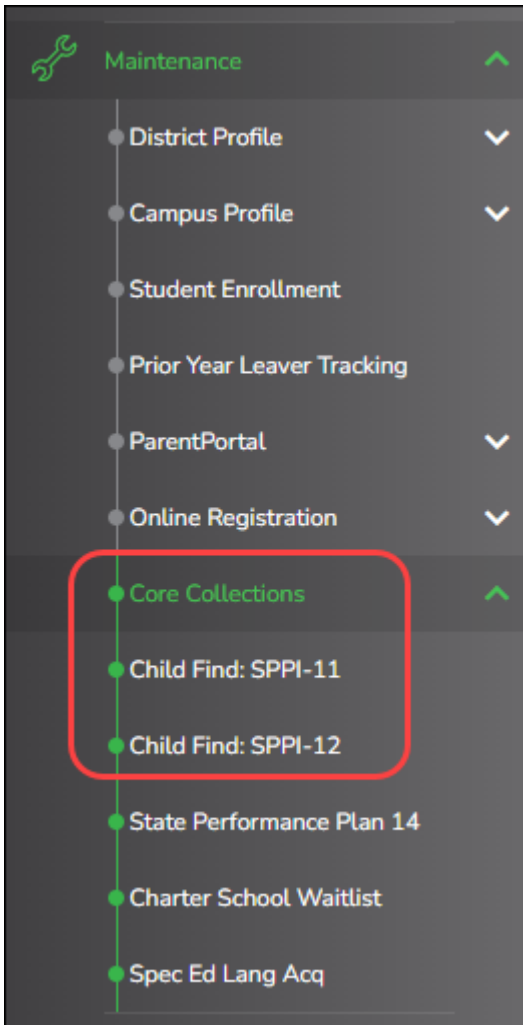 Maintenance
District Profile
Campus Profile
Student Enrollment
Prior Year Leaver Tracking
ParentPortal
Online Registration
Core Collections
Child Find: SPPI-11
Child Find: SPPI-12
State Performance Plan 14
Charter School Waitlist
Spec Ed Lang Acq